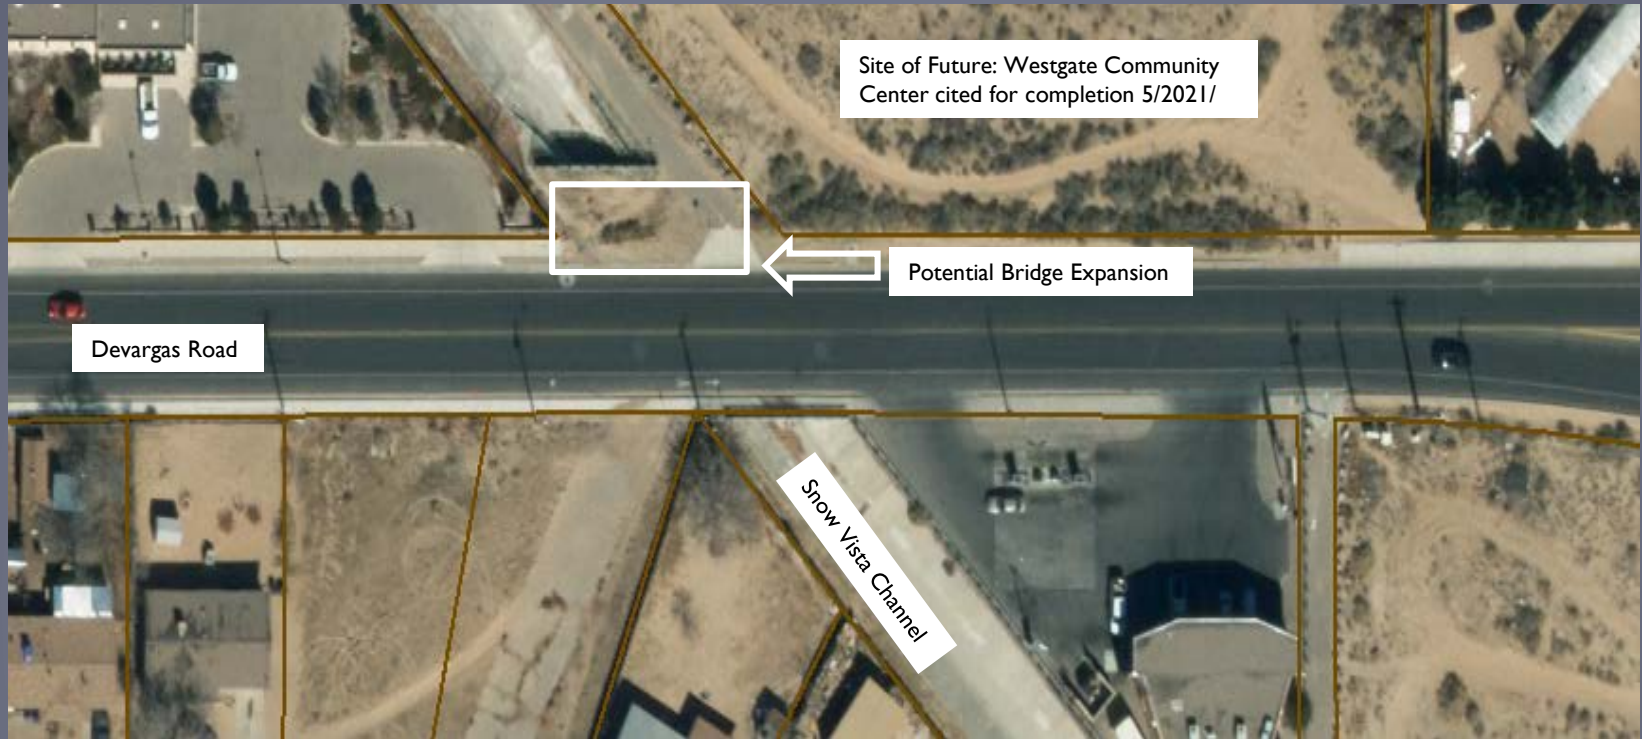 Site of Future: Westgate Community
Center cited for completion 5/2021/
Potential Bridge Expansion
Devargas Road
Snow Vista Channel